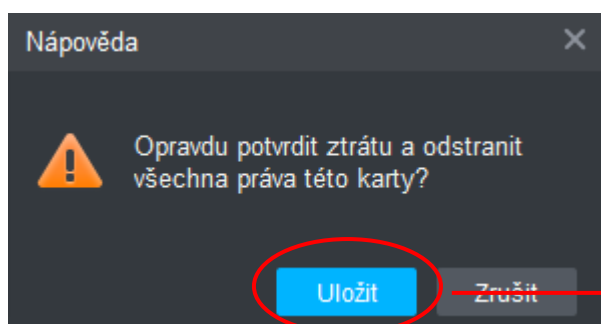 Nápověda
Opravdu potvrdit ztrátu a odstranit
všechna práva této karty?
Uložit
Zrušit